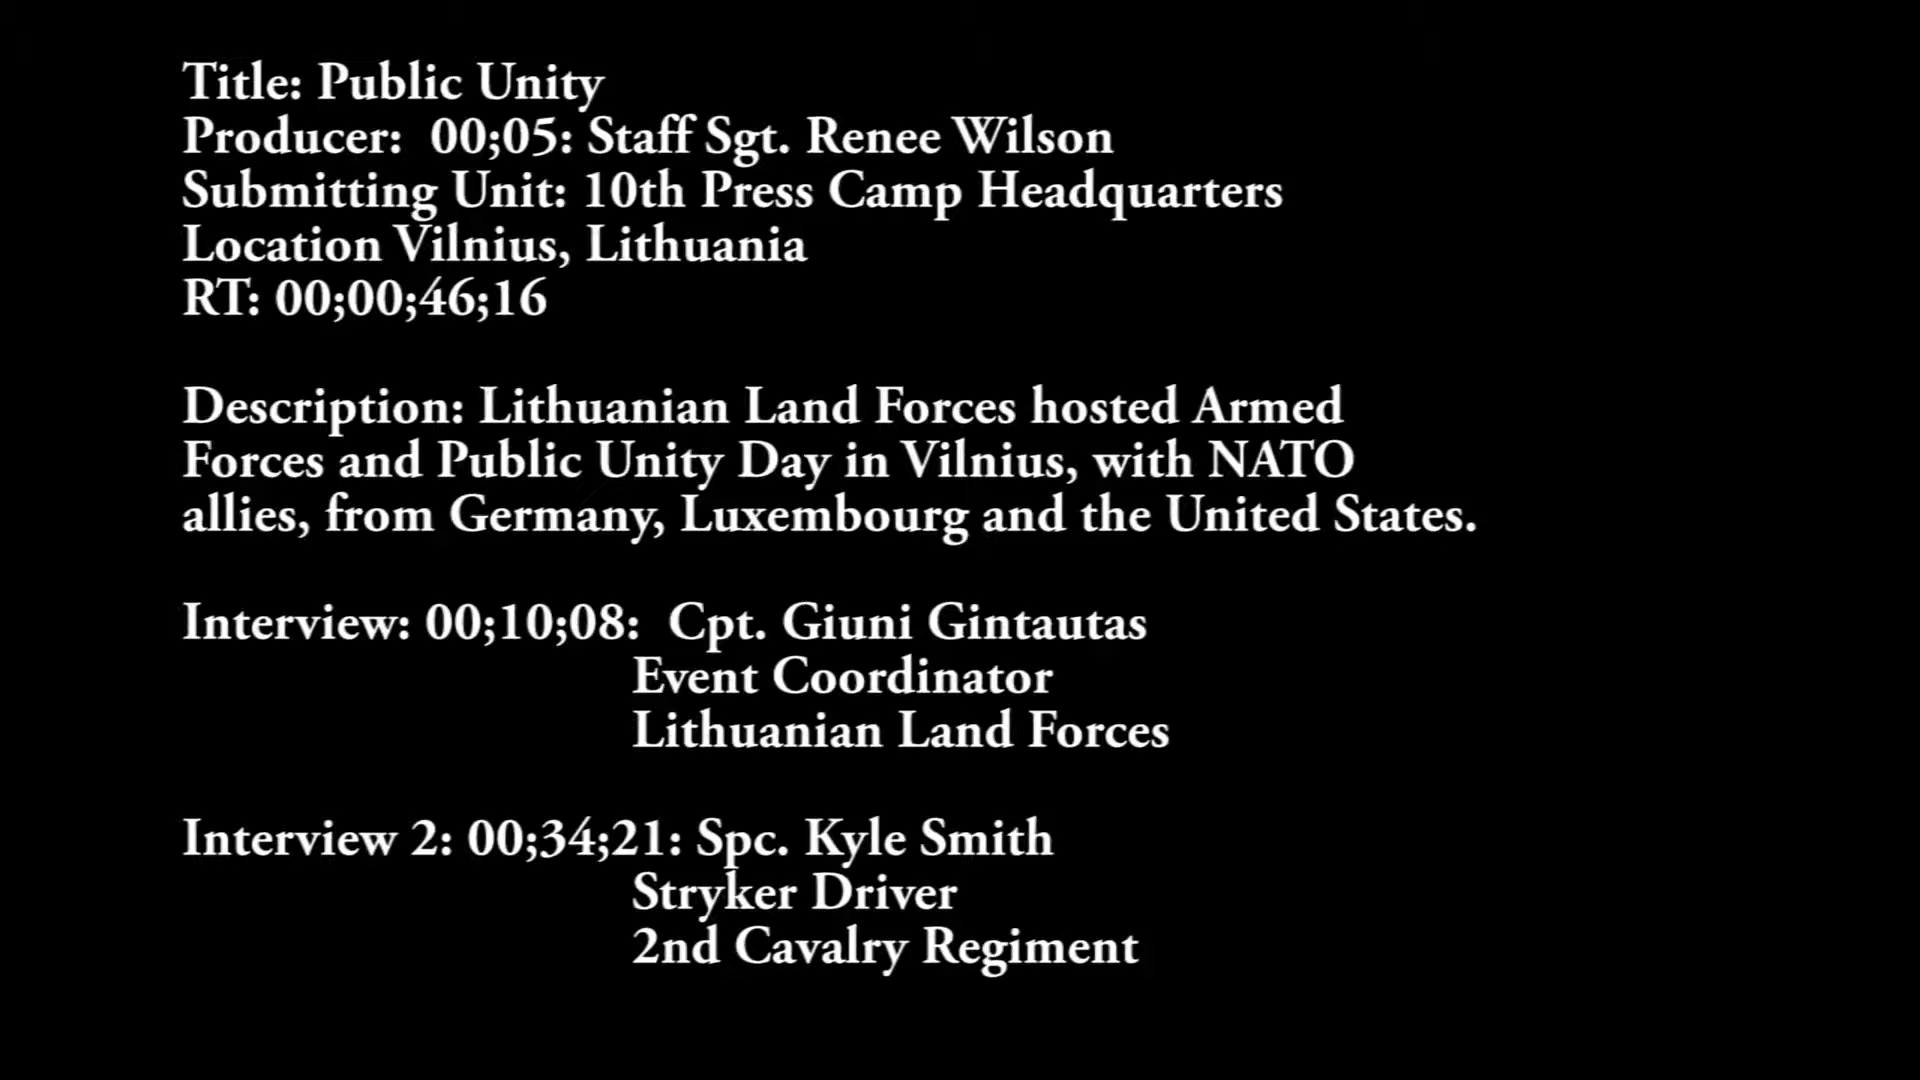 Title: Public Unity
Producer:  00;05: Staff Sgt. Renee Wilson
Submitting Unit: 10th Press Camp Headquarters
Location Vilnius, Lithuania
RT: 00;00;46;16
Description: Lithuanian Land Forces hosted Armed
Forces and Public Unity Day in Vilnius, with NATO
allies, from Germany, Luxembourg and the United States.
Interview: 00;10;08:  Cpt. Giuni Gintautas
Event Coordinator
Lithuanian Land Forces
Interview 2: 00;34;21: Spc. Kyle Smith
Stryker Driver
2nd Cavalry Regiment